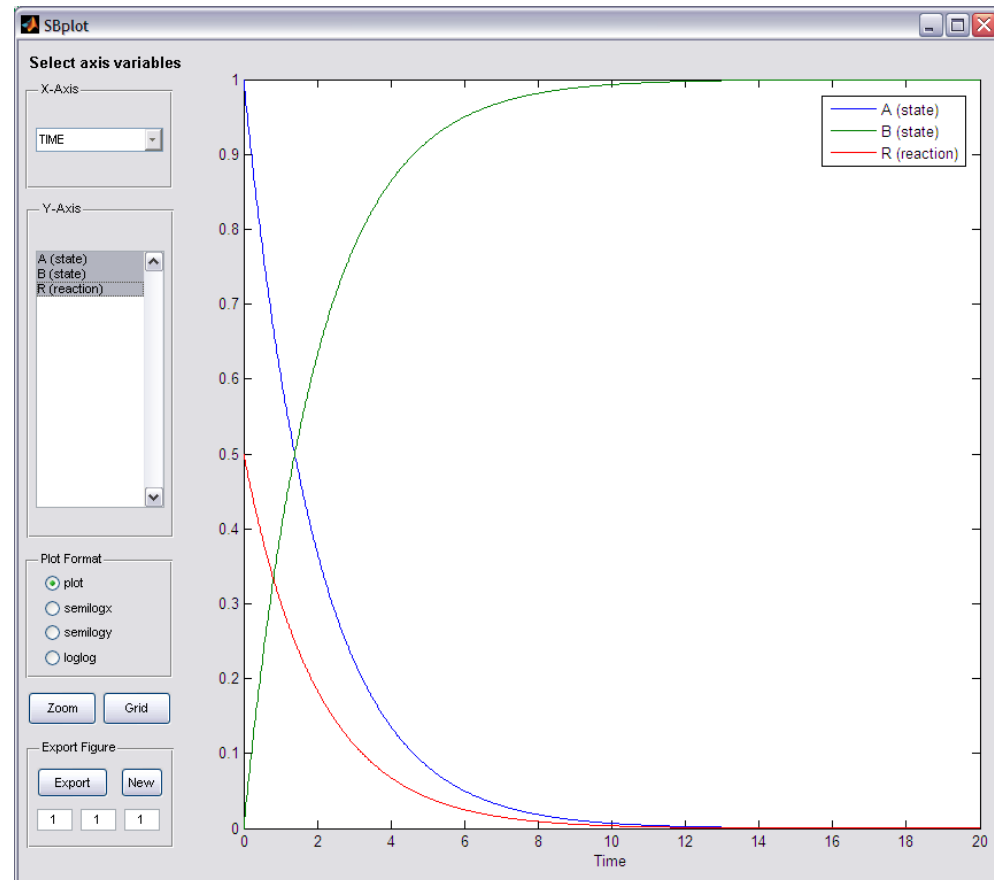 SBplot
Select axis variables
X-Axis
TIME
Y-Axis
A (state)
B (state)
R (reaction)
Plot Format
plot
semilogx
semilogy
loglog
Zoom Grid
Export Figure
Export New
1 1 1
1
0.9
0.8
0.7
0.6
0.5
0.4
0.3
0.2
0.1
0
0 2 4 6 8 10 12 14 16 18 20
Time
A (state)
B (state)
R (reaction)